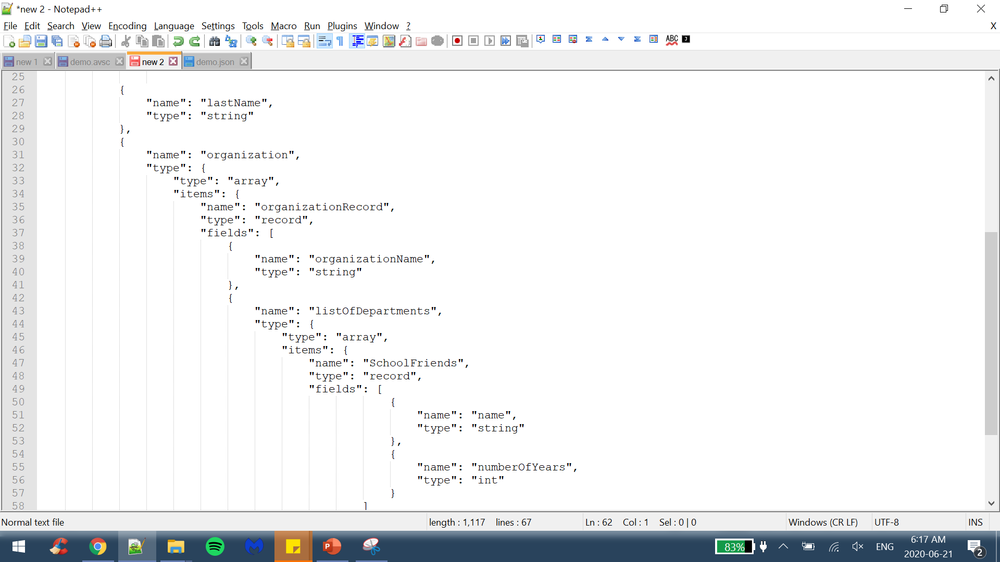 *new 2 - Notepad++
File Edit Search View Encoding Language Settings Tools Macro Run Plugins Window ? X
ABC
new 1 demo.avsc new 2 demo.json
25
26 {
27 "name": "lastName",
28 "type": "string"
29 },
30 {
31 "name": "organization",
32 "type": {
33 "type": "array",
34 "items": {
35 "name": "organizationRecord",
36 "type": "record",
37 "fields": [
38 {
39 "name": "organizationName",
40 "type": "string"
41 },
42 {
43 "name": "listOfDepartments",
44 "type": {
45 "type": "array",
46 "items": {
47 "name": "SchoolFriends",
48 "type": "record",
49 "fields": [
50 {
51 "name": "name",
52 "type": "string"
53 },
54 {
55 "name": "numberOfYears",
56 "type": "int"
57 }
58 ]
Normal text file length : 1,117 lines : 67 Ln : 62 Col : 1 Sel : 0 | 0 Windows (CR LF) UTF-8 INS
83% ENG 6:17 AM
2020-06-21 2